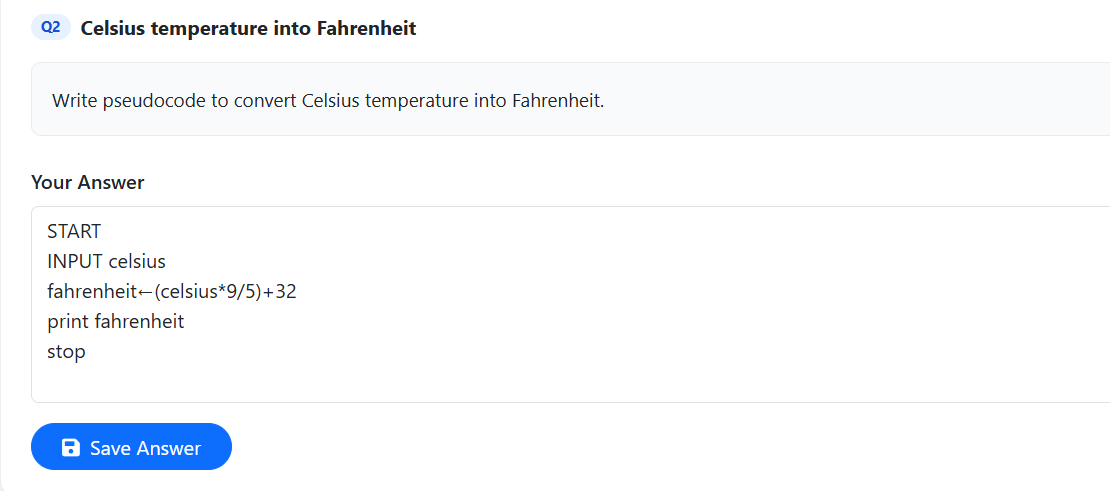 Q2 Celsius temperature into Fahrenheit
Write pseudocode to convert Celsius temperature into Fahrenheit.
Your Answer
START
INPUT celsius
fahrenheit←(celsius*9/5)+32
print fahrenheit
stop
Save Answer